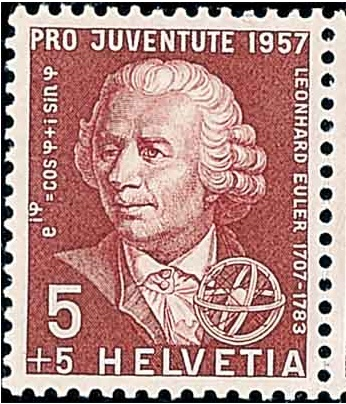 PRO JUVENTUTE 1957
e^iφ =cos φ+i sin φ
LEONHARD EULER 1707-1783
5
+5 HELVETIA